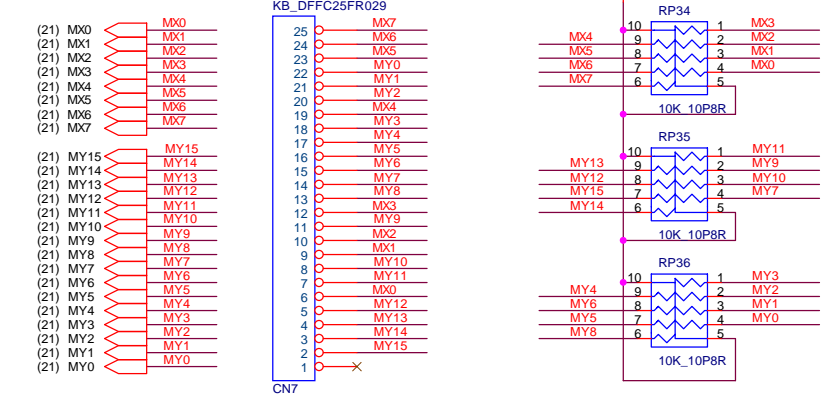 KB_DFFC25FR029
(21) MX0 MX0
(21) MX1 MX1
(21) MX2 MX2
(21) MX3 MX3
(21) MX4 MX4
(21) MX5 MX5
(21) MX6 MX6
(21) MX7 MX7
(21) MY15 MY15
(21) MY14 MY14
(21) MY13 MY13
(21) MY12 MY12
(21) MY11 MY11
(21) MY10 MY10
(21) MY9 MY9
(21) MY8 MY8
(21) MY7 MY7
(21) MY6 MY6
(21) MY5 MY5
(21) MY4 MY4
(21) MY3 MY3
(21) MY2 MY2
(21) MY1 MY1
(21) MY0 MY0
25 MX7
24 MX6
23 MX5
22 MY0
21 MY1
20 MY2
19 MX4
18 MY3
17 MY4
16 MY5
15 MY6
14 MY7
13 MY8
12 MX3
11 MY9
10 MX2
9 MX1
8 MY10
7 MY11
6 MX0
5 MY12
4 MY13
3 MY14
2 MY15
1
CN7
RP34
10 1 MX3
MX4 9 2 MX2
MX5 8 3 MX1
MX6 7 4 MX0
MX7 6 5
10K_10P8R
RP35
10 1 MY11
MY13 9 2 MY9
MY12 8 3 MY10
MY15 7 4 MY7
MY14 6 5
10K_10P8R
RP36
10 1 MY3
MY4 9 2 MY2
MY6 8 3 MY1
MY5 7 4 MY0
MY8 6 5
10K_10P8R